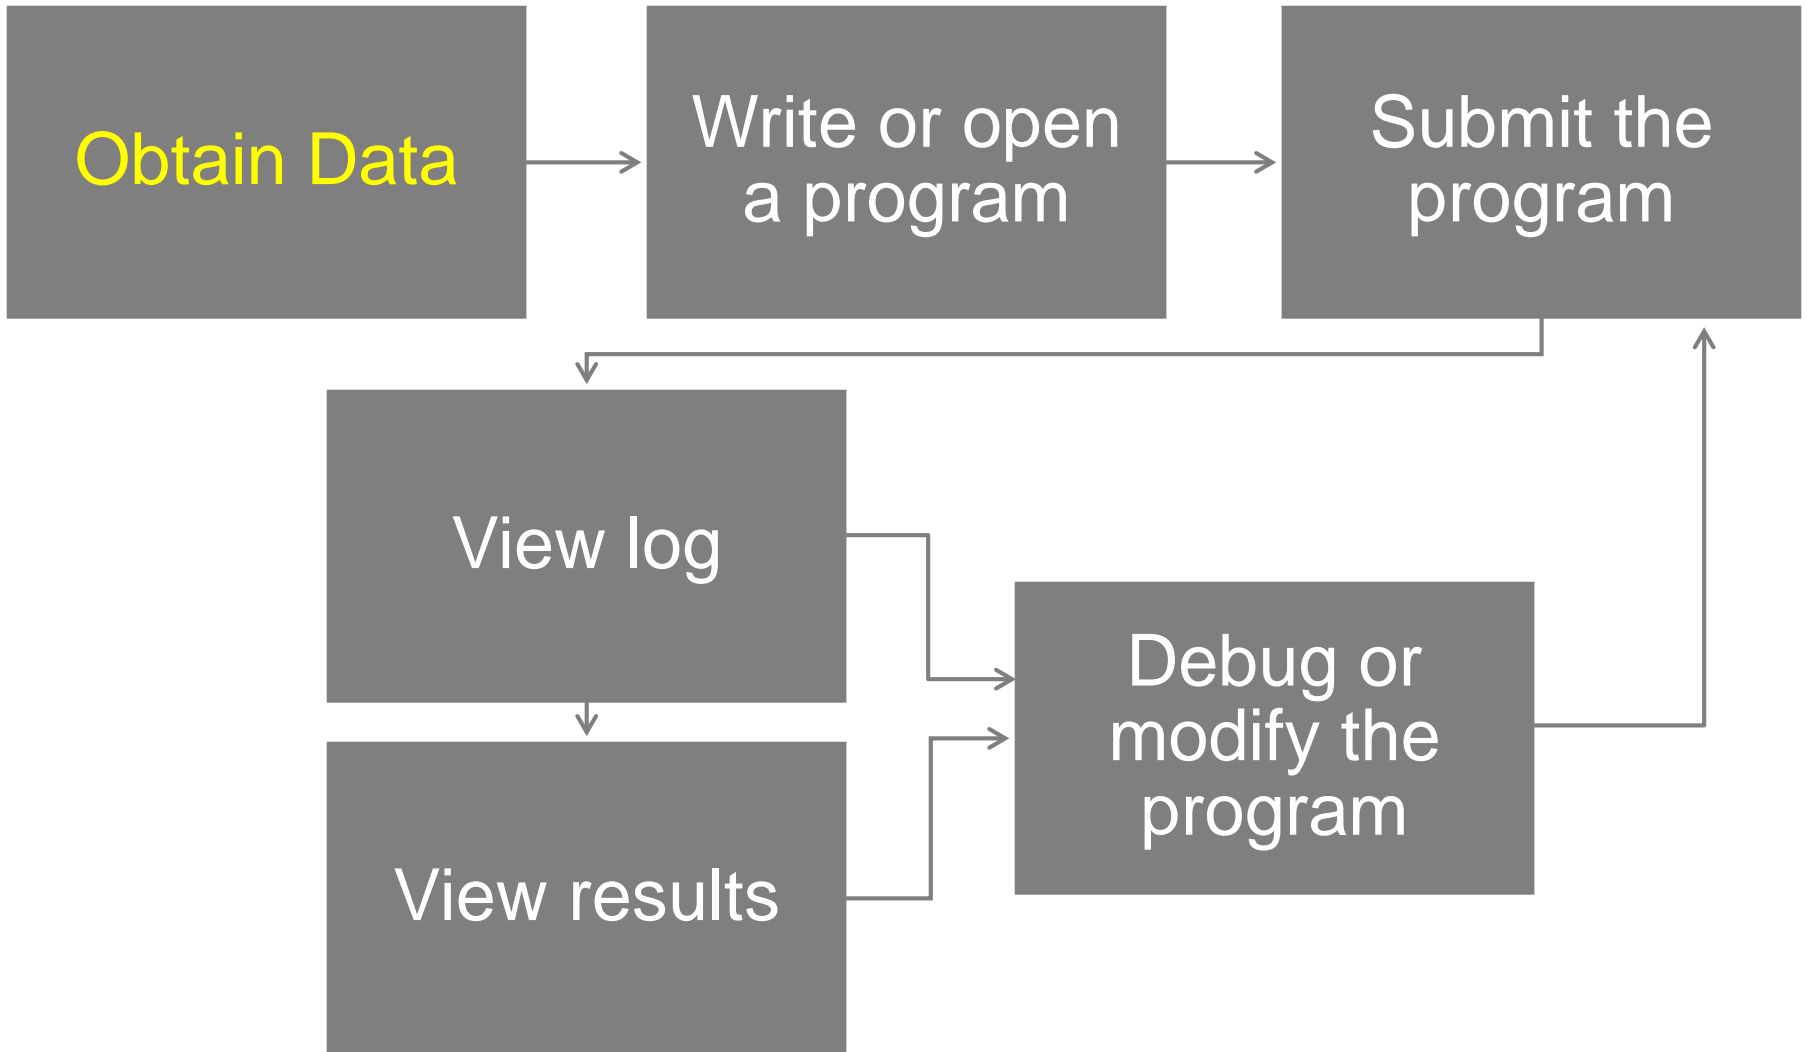 Obtain Data
Write or open
a program
Submit the
program
View log
Debug or
modify the
program
View results